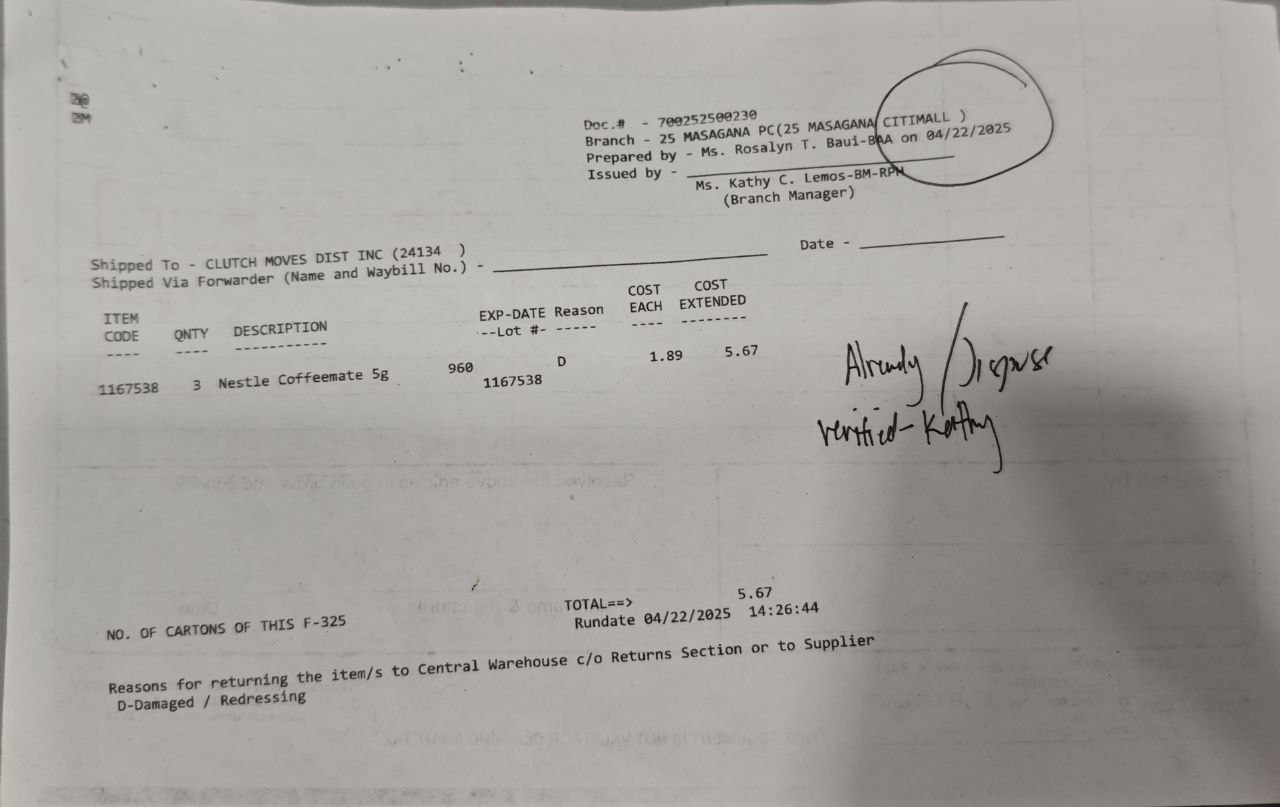 Doc.# - 700252500230
Branch - 25 MASAGANA PC(25 MASAGANA CITIMALL )
Prepared by - Ms. Rosalyn T. Baui-BAA on 04/22/2025
Issued by -
Ms. Kathy C. Lemos-BM-RPH
(Branch Manager)
Shipped To - CLUTCH MOVES DIST INC (24134 )
Date -
Shipped Via Forwarder (Name and Waybill No.) -
ITEM CODE QNTY DESCRIPTION EXP-DATE --Lot #- Reason COST EACH COST EXTENDED
1167538 3 Nestle Coffeemate 5g 960 D 1.89 5.67
1167538
Already / Dispose
verified - Kathy
TOTAL==> 5.67
NO. OF CARTONS OF THIS F-325 Rundate 04/22/2025 14:26:44
Reasons for returning the item/s to Central Warehouse c/o Returns Section or to Supplier
D-Damaged / Redressing